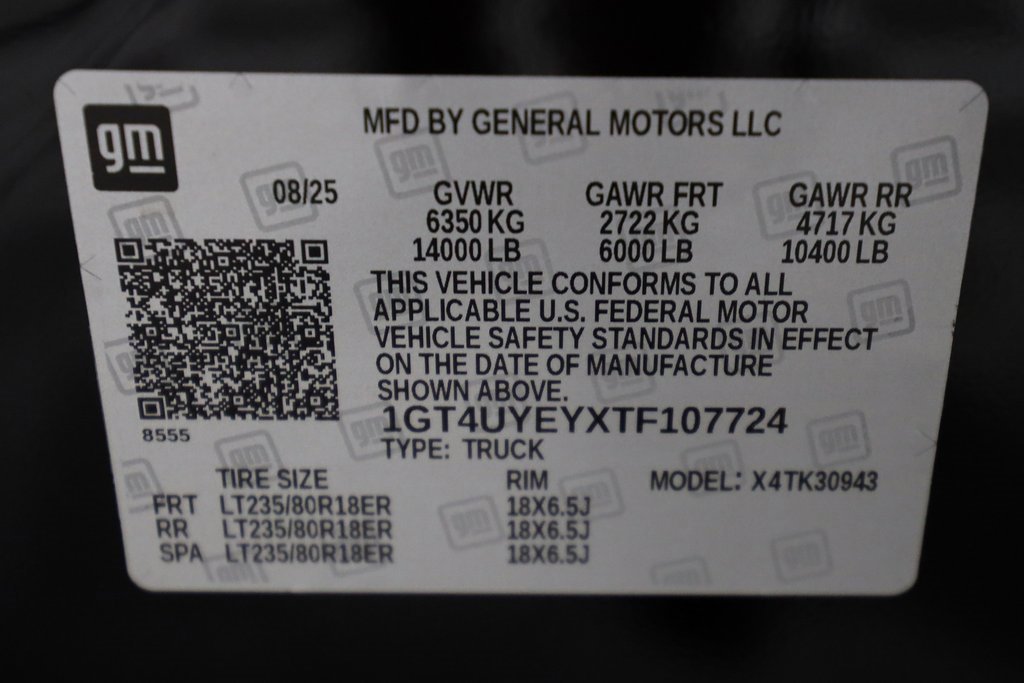 gm
MFD BY GENERAL MOTORS LLC
08/25 GVWR GAWR FRT GAWR RR
6350 KG 2722 KG 4717 KG
14000 LB 6000 LB 10400 LB
THIS VEHICLE CONFORMS TO ALL
APPLICABLE U.S. FEDERAL MOTOR
VEHICLE SAFETY STANDARDS IN EFFECT
ON THE DATE OF MANUFACTURE
SHOWN ABOVE.
1GT4UYEYXTF107724
8555
TYPE: TRUCK
TIRE SIZE RIM MODEL: X4TK30943
FRT LT235/80R18ER 18X6.5J
RR LT235/80R18ER 18X6.5J
SPA LT235/80R18ER 18X6.5J